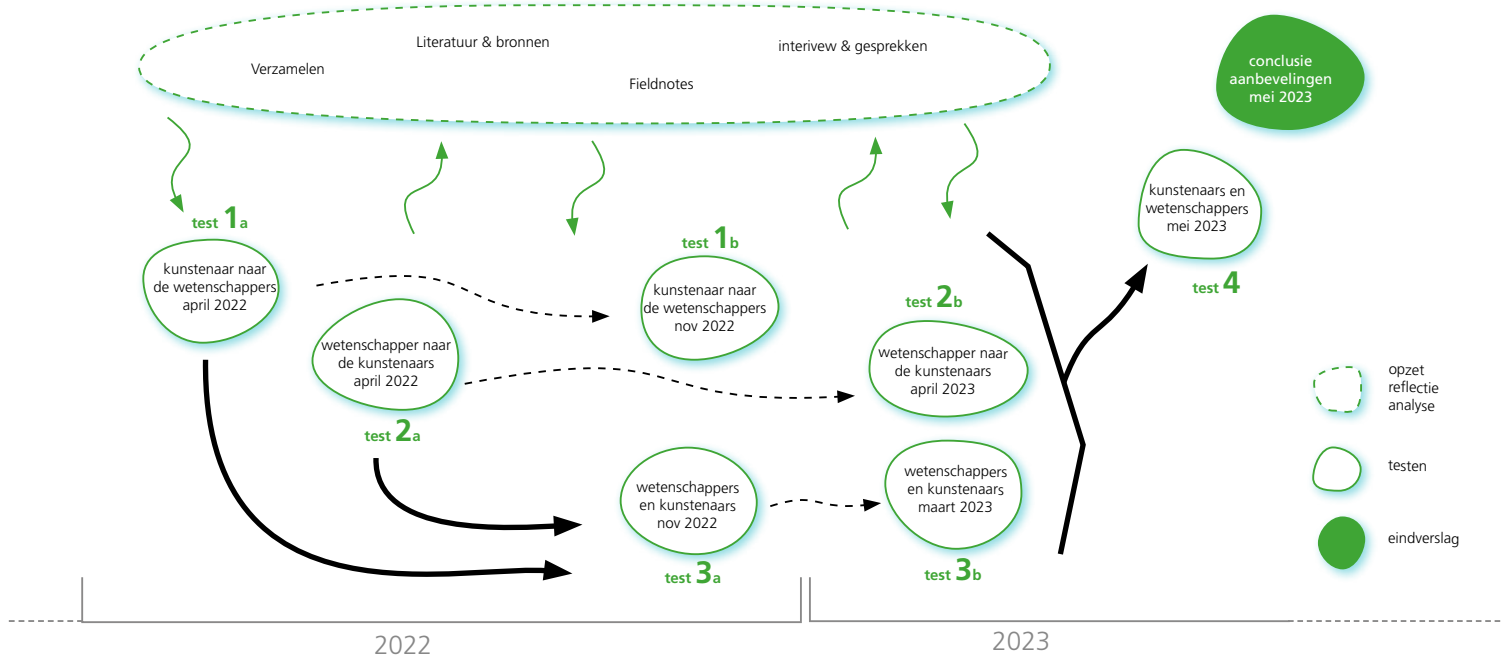 Literatuur & bronnen
interivew & gesprekken
Verzamelen
Fieldnotes
conclusie
aanbevelingen
mei 2023
test 1a
kunstenaar naar
de wetenschappers
april 2022
wetenschapper naar
de kunstenaars
april 2022
test 2a
test 1b
kunstenaar naar
de wetenschappers
nov 2022
test 2b
wetenschapper naar
de kunstenaars
april 2023
wetenschappers
en kunstenaars
nov 2022
test 3a
wetenschappers
en kunstenaars
maart 2023
test 3b
kunstenaars en
wetenschappers
mei 2023
test 4
opzet
reflectie
analyse
testen
eindverslag
2022
2023